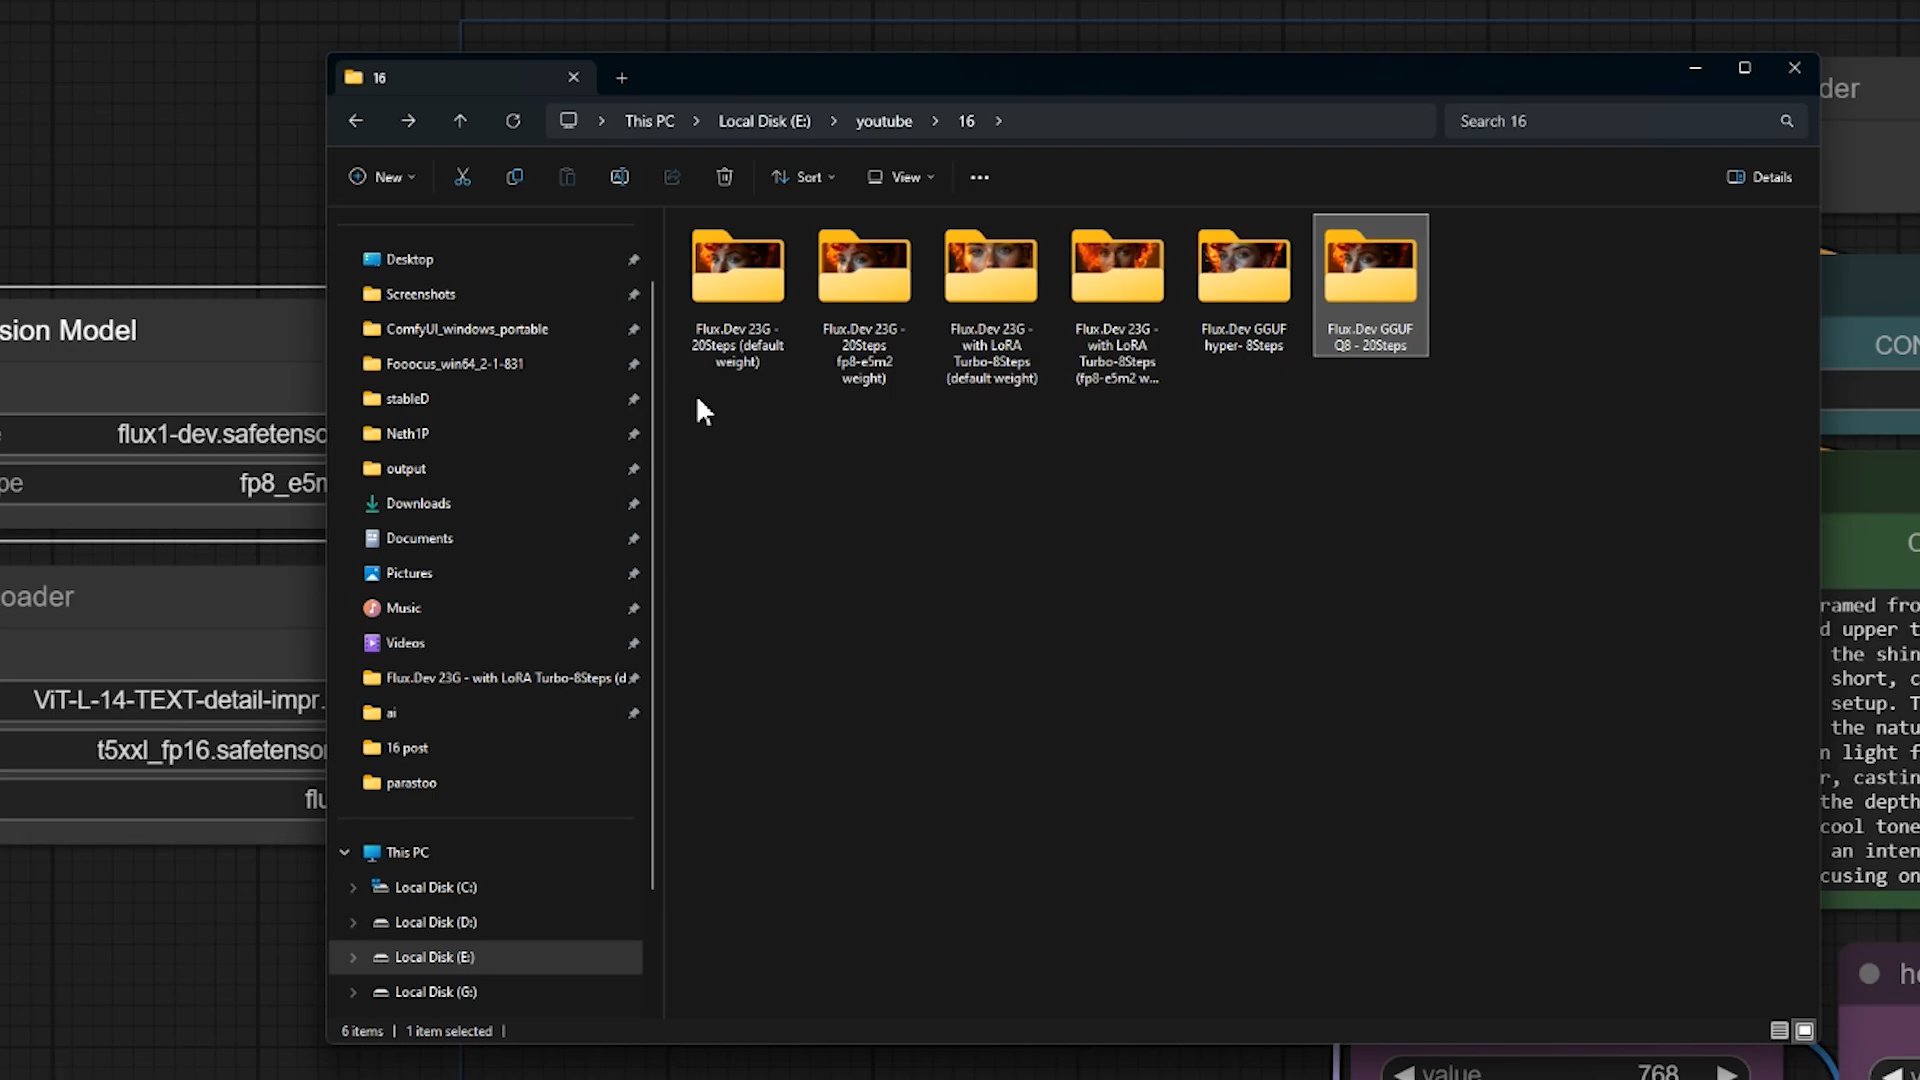 16
This PC > Local Disk (E:) > youtube > 16 >
Search 16
New
Sort
View
Details
Desktop
Screenshots
ComfyUI_windows_portable
Fooocus_win64_2-1-831
stableD
Neth1P
output
Downloads
Documents
Pictures
Music
Videos
Flux.Dev 23G - with LoRA Turbo-8Steps (d
ai
16 post
parastoo
This PC
Local Disk (C:)
Local Disk (D:)
Local Disk (E:)
Local Disk (G:)
Flux.Dev 23G -
20Steps (default
weight)
Flux.Dev 23G -
20Steps
fp8-e5m2
weight)
Flux.Dev 23G -
with LoRA
Turbo-8Steps
(default weight)
Flux.Dev 23G -
with LoRA
Turbo-8Steps
(fp8-e5m2 w...
Flux.Dev GGUF
hyper- 8Steps
Flux.Dev GGUF
Q8 - 20Steps
6 items | 1 item selected |
sion Model
flux1-dev.safetenso
pe fp8_e5m
oader
ViT-L-14-TEXT-detail-impr.
t5xxl_fp16.safetensor
flu
der
CON
ramed fro
d upper t
the shin
short, c
setup. T
the natu
n light f
r, castin
the depth
cool tone
an inten
cusing on
he
value 768